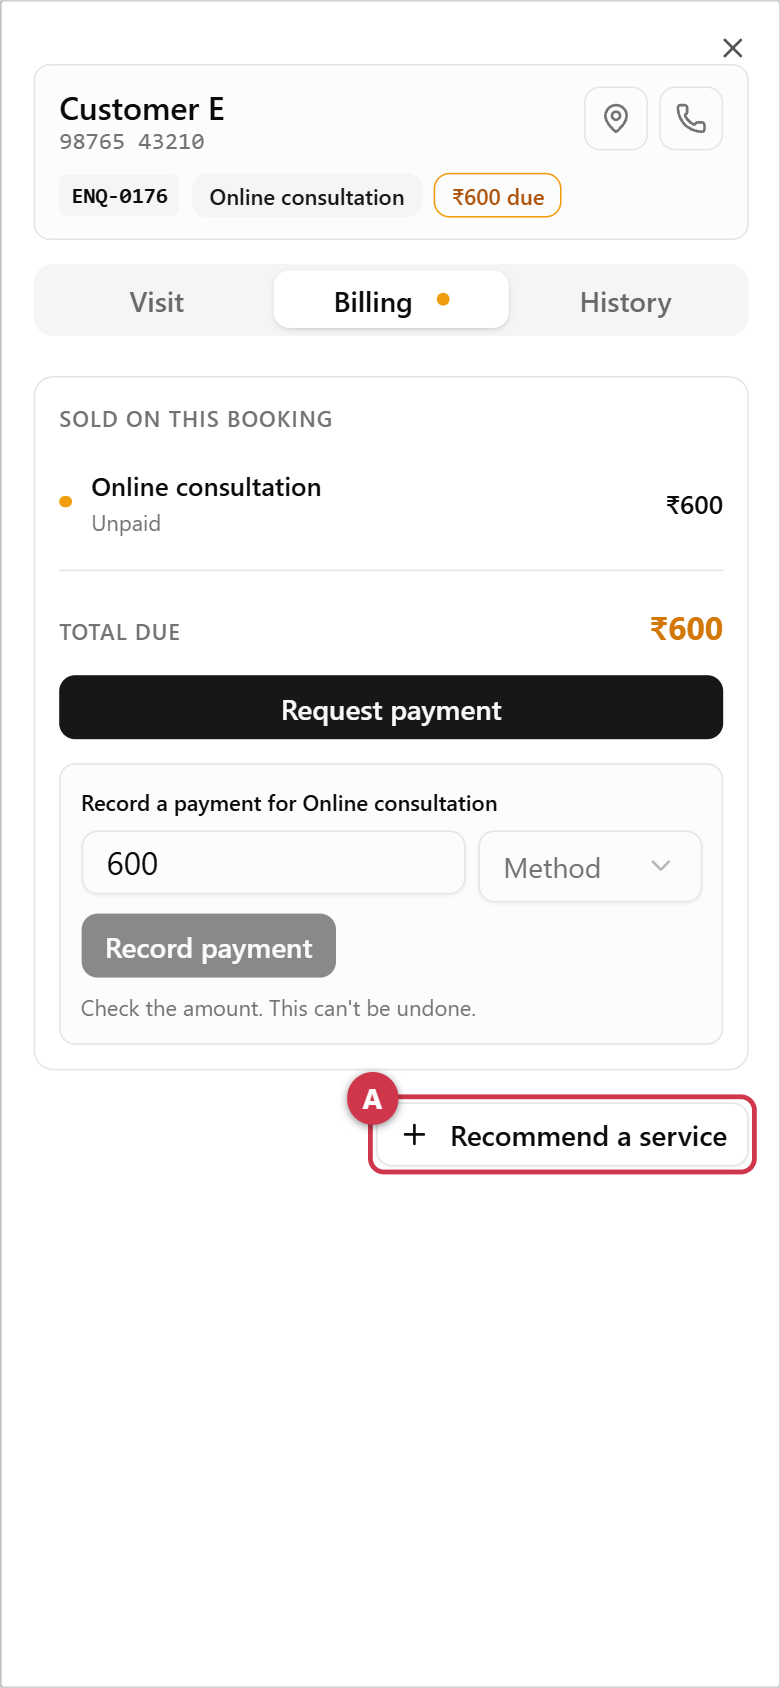 Customer E
98765 43210
ENQ-0176 Online consultation ₹600 due
Visit Billing History
SOLD ON THIS BOOKING
Online consultation
Unpaid
₹600
TOTAL DUE ₹600
Request payment
Record a payment for Online consultation
600 Method
Record payment
Check the amount. This can't be undone.
A
+ Recommend a service